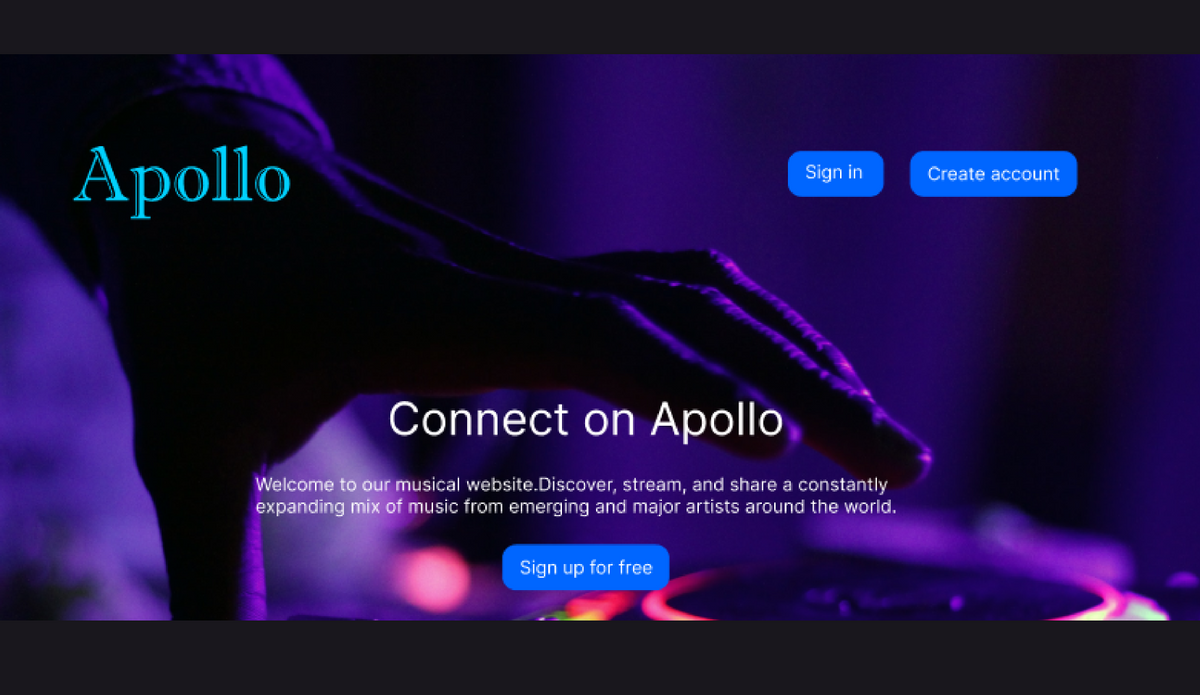 Apollo
Sign in
Create account
Connect on Apollo
Welcome to our musical website.Discover, stream, and share a constantly
expanding mix of music from emerging and major artists around the world.
Sign up for free